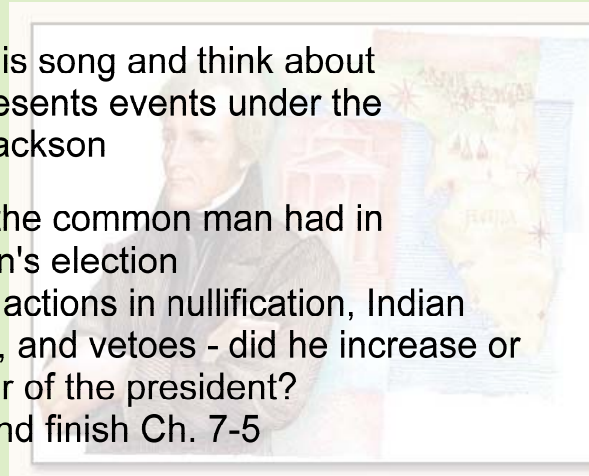 is song and think about
esents events under the
ackson
the common man had in
n's election
actions in nullification, Indian
, and vetoes - did he increase or
r of the president?
nd finish Ch. 7-5